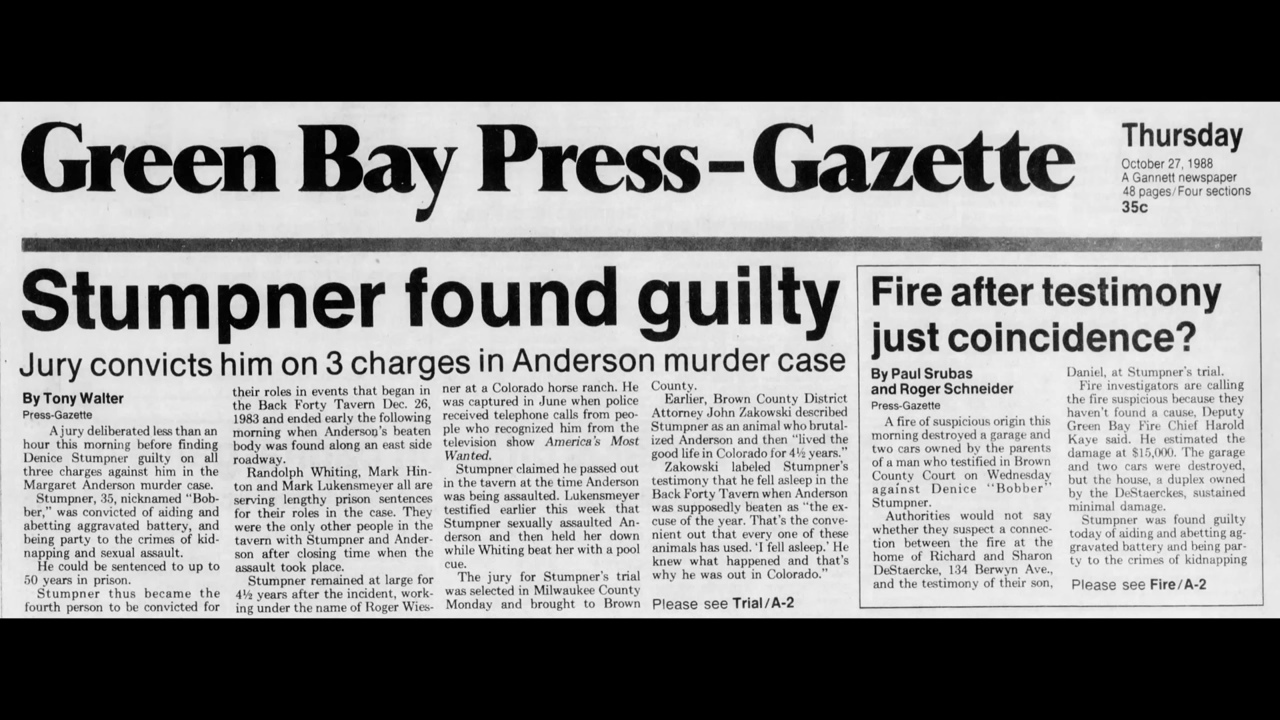 Green Bay Press-Gazette
Thursday
October 27, 1988
A Gannett newspaper
48 pages/Four sections
35c
Stumpner found guilty
Jury convicts him on 3 charges in Anderson murder case
By Tony Walter
Press-Gazette
A jury deliberated less than an
hour this morning before finding
Denice Stumpner guilty on all
three charges against him in the
Margaret Anderson murder case.
Stumpner, 35, nicknamed "Bob-
ber," was convicted of aiding and
abetting aggravated battery, and
being party to the crimes of kid-
napping and sexual assault.
He could be sentenced to up to
50 years in prison.
Stumpner thus became the
fourth person to be convicted for
their roles in events that began in
the Back Forty Tavern Dec. 26,
1983 and ended early the following
morning when Anderson's beaten
body was found along an east side
roadway.
Randolph Whiting, Mark Hin-
ton and Mark Lukensmeyer all are
serving lengthy prison sentences
for their roles in the case. They
were the only other people in the
tavern with Stumpner and Ander-
son after closing time when the
assault took place.
Stumpner remained at large for
4½ years after the incident, work-
ing under the name of Roger Wies-
ner at a Colorado horse ranch. He
was captured in June when police
received telephone calls from peo-
ple who recognized him from the
television show America's Most
Wanted.
Stumpner claimed he passed out
in the tavern at the time Anderson
was being assaulted. Lukensmeyer
testified earlier this week that
Stumpner sexually assaulted An-
derson and then held her down
while Whiting beat her with a pool
cue.
The jury for Stumpner's trial
was selected in Milwaukee County
Monday and brought to Brown
County.
Earlier, Brown County District
Attorney John Zakowski described
Stumpner as an animal who brutal-
ized Anderson and then "lived the
good life in Colorado for 4½ years."
Zakowski labeled Stumpner's
testimony that he fell asleep in the
Back Forty Tavern when Anderson
was supposedly beaten as "the ex-
cuse of the year. That's the conve-
nient out that every one of these
animals has used. 'I fell asleep.' He
knew what happened and that's
why he was out in Colorado."
Please see Trial/A-2
Fire after testimony
just coincidence?
By Paul Srubas
and Roger Schneider
Press-Gazette
A fire of suspicious origin this
morning destroyed a garage and
two cars owned by the parents
of a man who testified in Brown
County Court on Wednesday
against Denice "Bobber"
Stumpner.
Authorities would not say
whether they suspect a connec-
tion between the fire at the
home of Richard and Sharon
DeStaercke, 134 Berwyn Ave.,
and the testimony of their son,
Daniel, at Stumpner's trial.
Fire investigators are calling
the fire suspicious because they
haven't found a cause, Deputy
Green Bay Fire Chief Harold
Kaye said. He estimated the
damage at $15,000. The garage
and two cars were destroyed,
but the house, a duplex owned
by the DeStaerckes, sustained
minimal damage.
Stumpner was found guilty
today of aiding and abetting ag-
gravated battery and being par-
ty to the crimes of kidnapping
Please see Fire/A-2